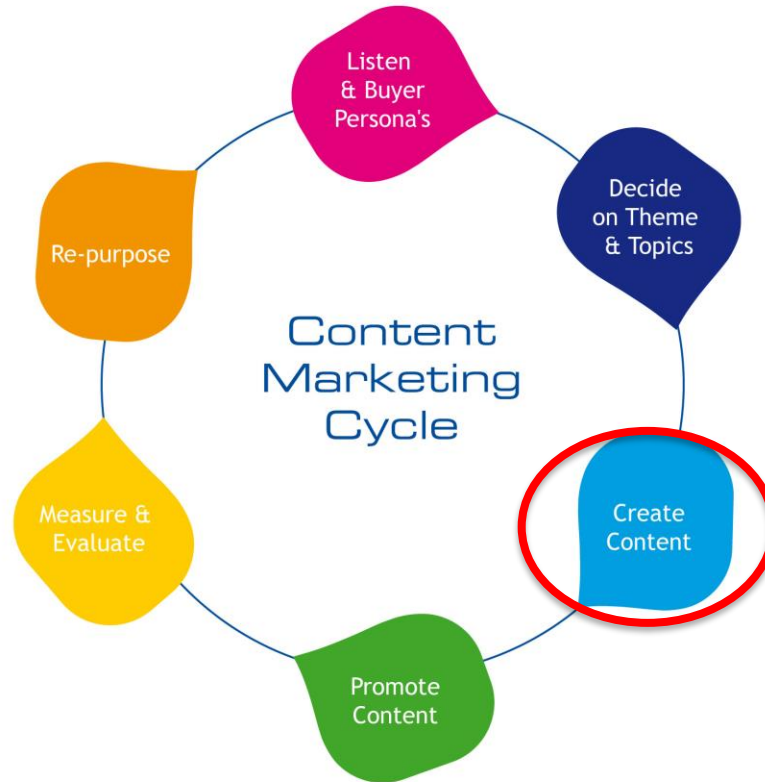 Listen
& Buyer
Persona's
Decide
on Theme
& Topics
Re-purpose
Content
Marketing
Cycle
Create
Content
Measure &
Evaluate
Promote
Content